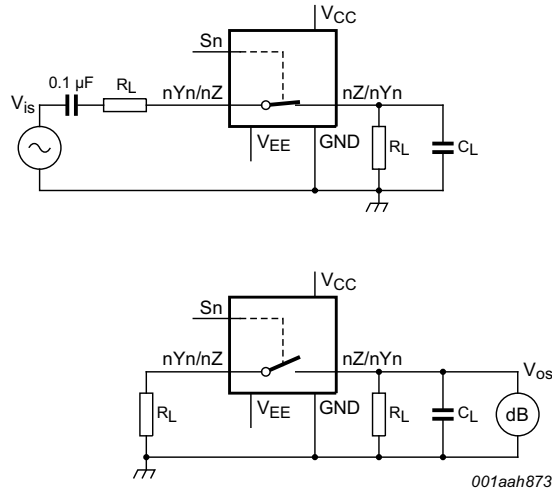 VCC
Sn
0.1 µF
RL
nYn/nZ
nZ/nYn
Vis
RL
CL
VEE
GND
VCC
Sn
nYn/nZ
nZ/nYn
Vos
RL
VEE
GND
RL
CL
dB
001aah873